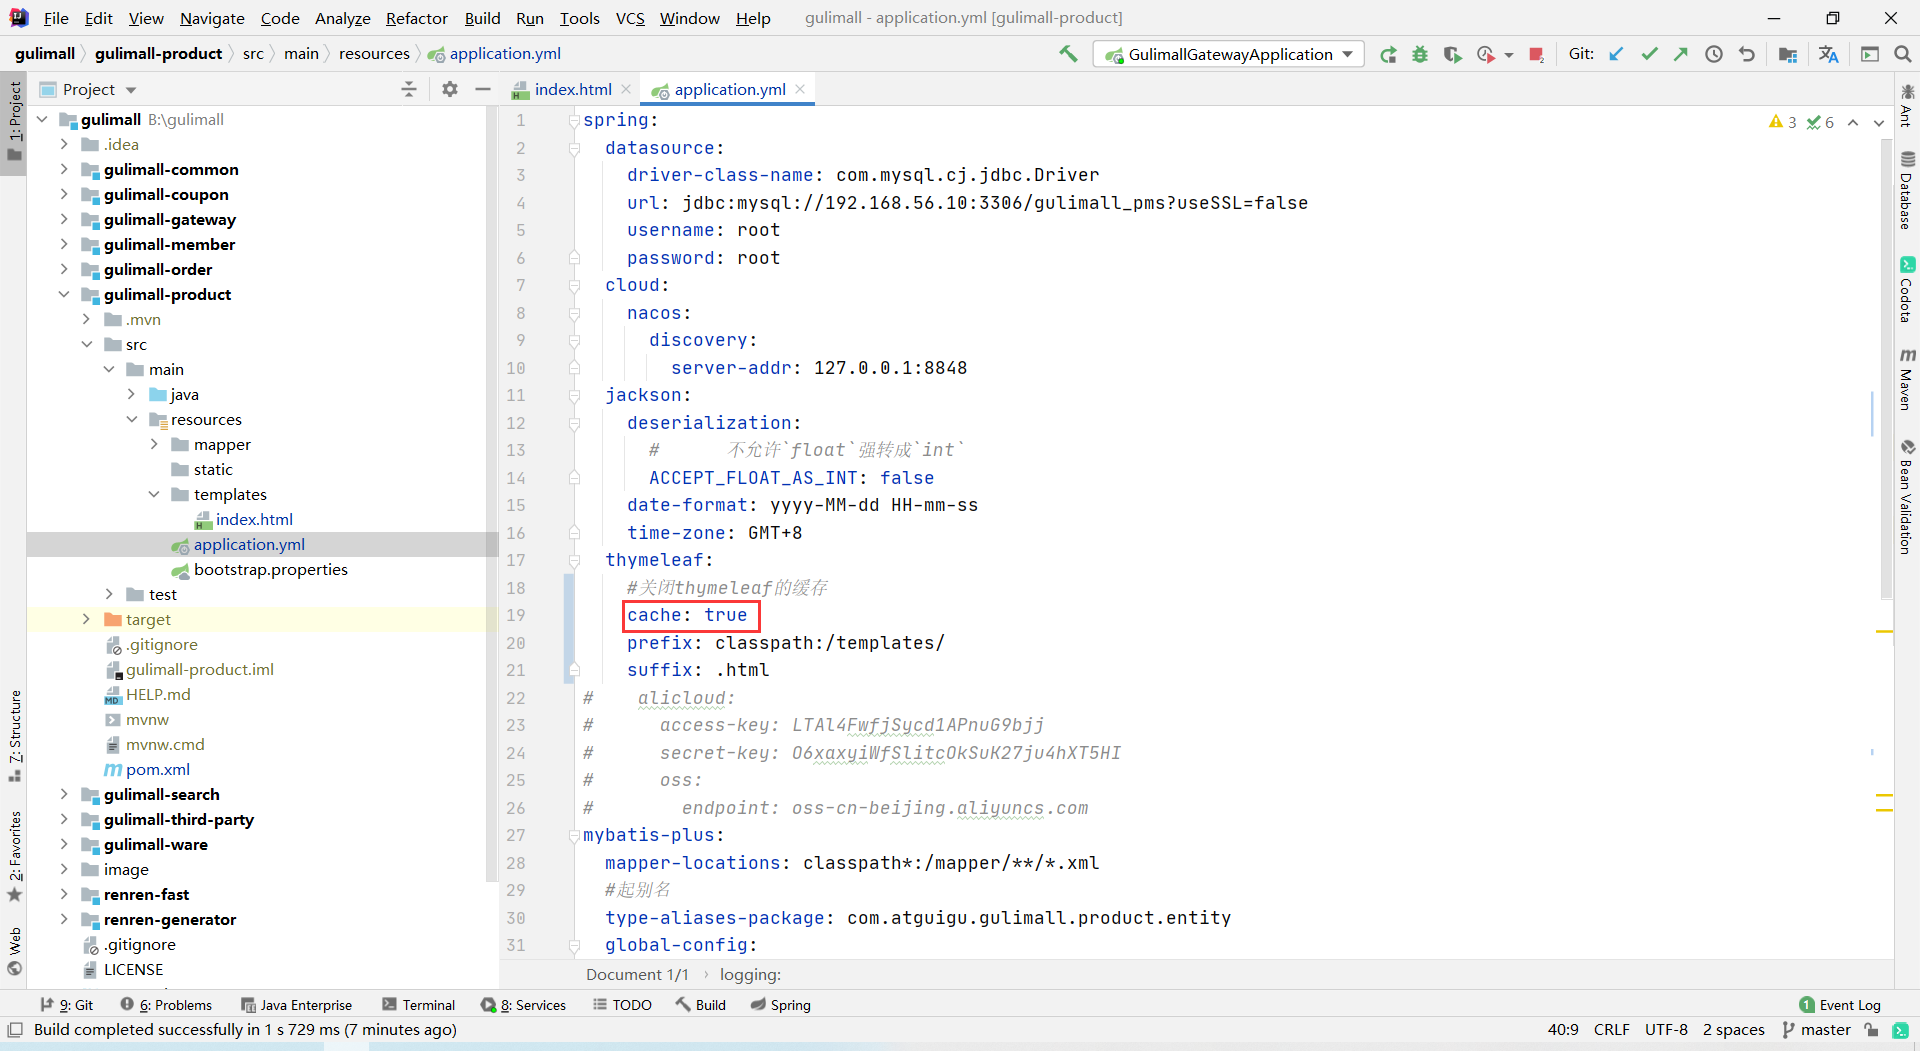 File Edit View Navigate Code Analyze Refactor Build Run Tools VCS Window Help gulimall - application.yml [gulimall-product]
gulimall gulimall-product src main resources application.yml GulimallGatewayApplication Git:
Project index.html application.yml
1: Project
7: Structure
2: Favorites
Web
gulimall B:\gulimall
.idea
gulimall-common
gulimall-coupon
gulimall-gateway
gulimall-member
gulimall-order
gulimall-product
.mvn
src
main
java
resources
mapper
static
templates
index.html
application.yml
bootstrap.properties
test
target
.gitignore
gulimall-product.iml
HELP.md
mvnw
mvnw.cmd
pom.xml
gulimall-search
gulimall-third-party
gulimall-ware
image
renren-fast
renren-generator
.gitignore
LICENSE
3 6
1 spring:
2 datasource:
3 driver-class-name: com.mysql.cj.jdbc.Driver
4 url: jdbc:mysql://192.168.56.10:3306/gulimall_pms?useSSL=false
5 username: root
6 password: root
7 cloud:
8 nacos:
9 discovery:
10 server-addr: 127.0.0.1:8848
11 jackson:
12 deserialization:
13 # 不允许`float`强转成`int`
14 ACCEPT_FLOAT_AS_INT: false
15 date-format: yyyy-MM-dd HH-mm-ss
16 time-zone: GMT+8
17 thymeleaf:
18 #关闭thymeleaf的缓存
19 cache: true
20 prefix: classpath:/templates/
21 suffix: .html
22 # alicloud:
23 # access-key: LTAl4FwfjSycd1APnuG9bjj
24 # secret-key: O6xaxyiWfSlitcOkSuK27ju4hXT5HI
25 # oss:
26 # endpoint: oss-cn-beijing.aliyuncs.com
27 mybatis-plus:
28 mapper-locations: classpath*:/mapper/**/*.xml
29 #起别名
30 type-aliases-package: com.atguigu.gulimall.product.entity
31 global-config:
Document 1/1 logging:
Ant
Database
Codota
Maven
Bean Validation
9: Git 6: Problems Java Enterprise Terminal 8: Services TODO Build Spring 1 Event Log
Build completed successfully in 1 s 729 ms (7 minutes ago) 40:9 CRLF UTF-8 2 spaces master